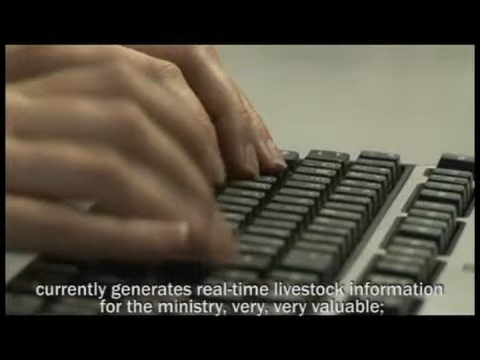 currently generates real-time livestock information
for the ministry, very, very valuable;